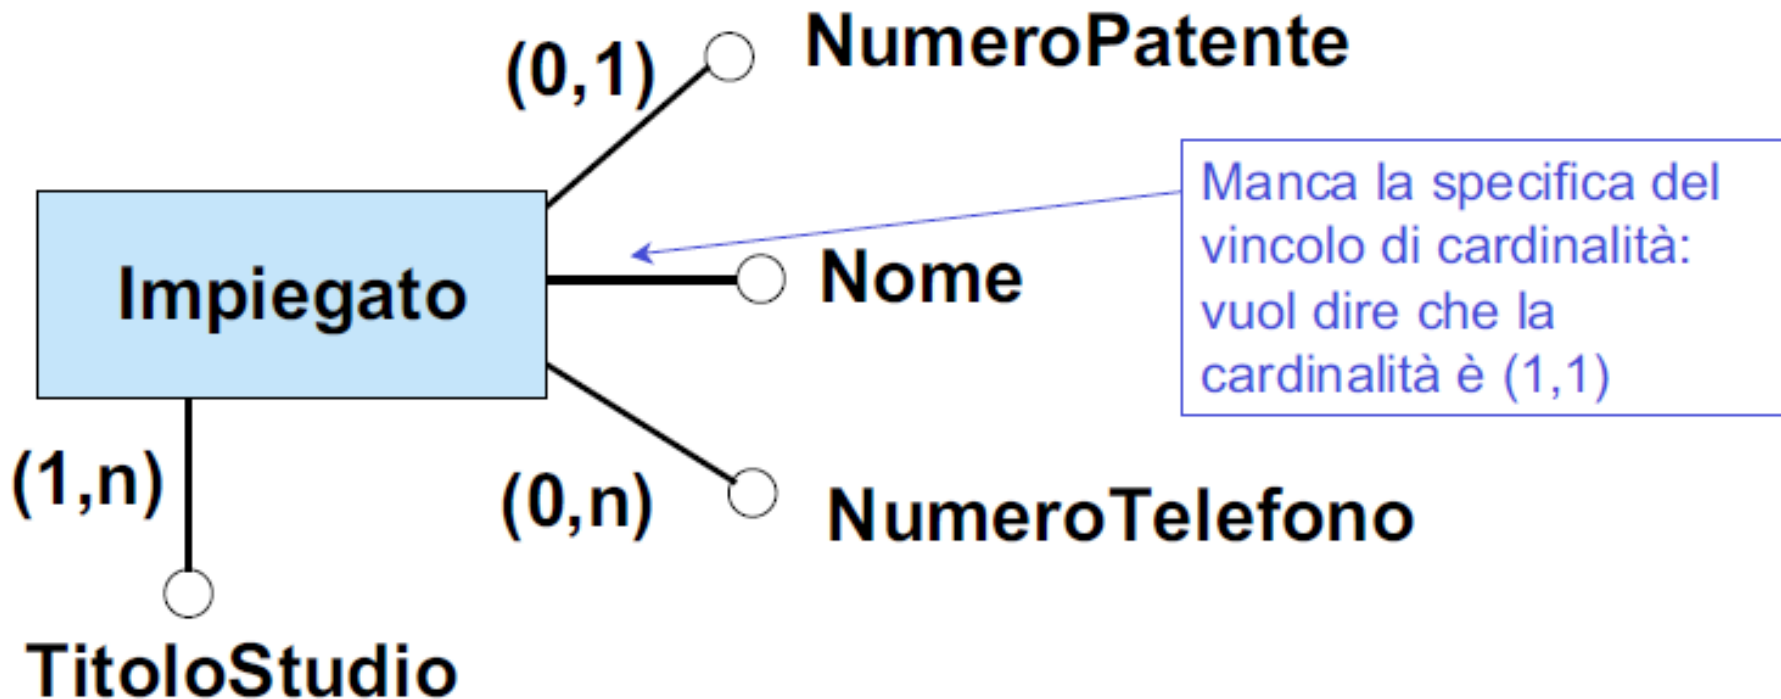 (0,1)
NumeroPatente
Manca la specifica del
vincolo di cardinalità:
vuol dire che la
cardinalità è (1,1)
Impiegato
Nome
(1,n)
(0,n)
NumeroTelefono
TitoloStudio